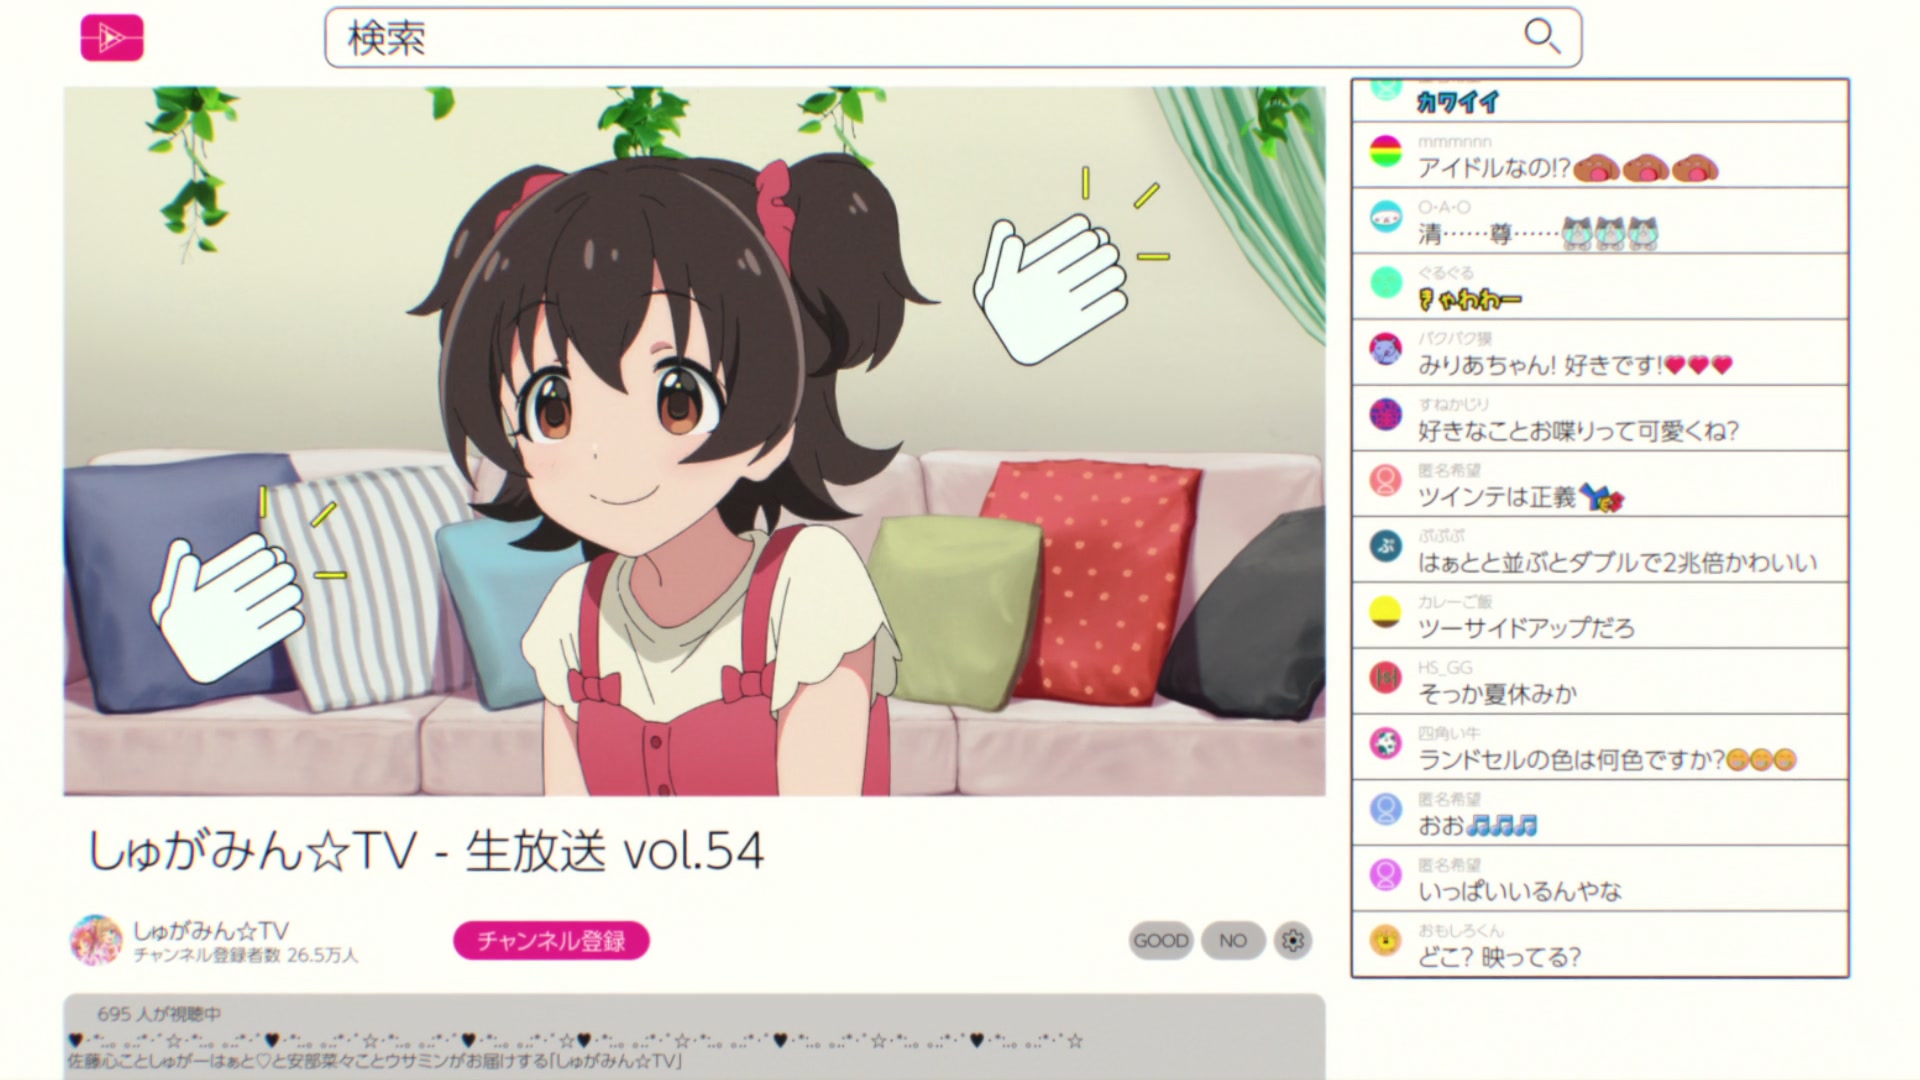 検索
カワイイ
mmmnnn
アイドルなの!?
O・A・O
清……尊……
ぐるぐる
きゃわわー
バクバク獏
みりあちゃん! 好きです!♥♥♥
すねかじり
好きなことお喋りって可愛くね?
匿名希望
ツインテは正義
ぷ
ぷぷぷ
はぁとと並ぶとダブルで2兆倍かわいい
カレーご飯
ツーサイドアップだろ
HS_GG
そっか夏休みか
四角い牛
ランドセルの色は何色ですか?
匿名希望
おお
匿名希望
いっぱいいるんやな
おもしろくん
どこ? 映ってる?
しゅがみん☆TV - 生放送 vol.54
しゅがみん☆TV
チャンネル登録者数 26.5万人
チャンネル登録
GOOD
NO
695 人が視聴中
佐藤心ことしゅがーはぁと♡と安部菜々ことウサミンがお届けする「しゅがみん☆TV」